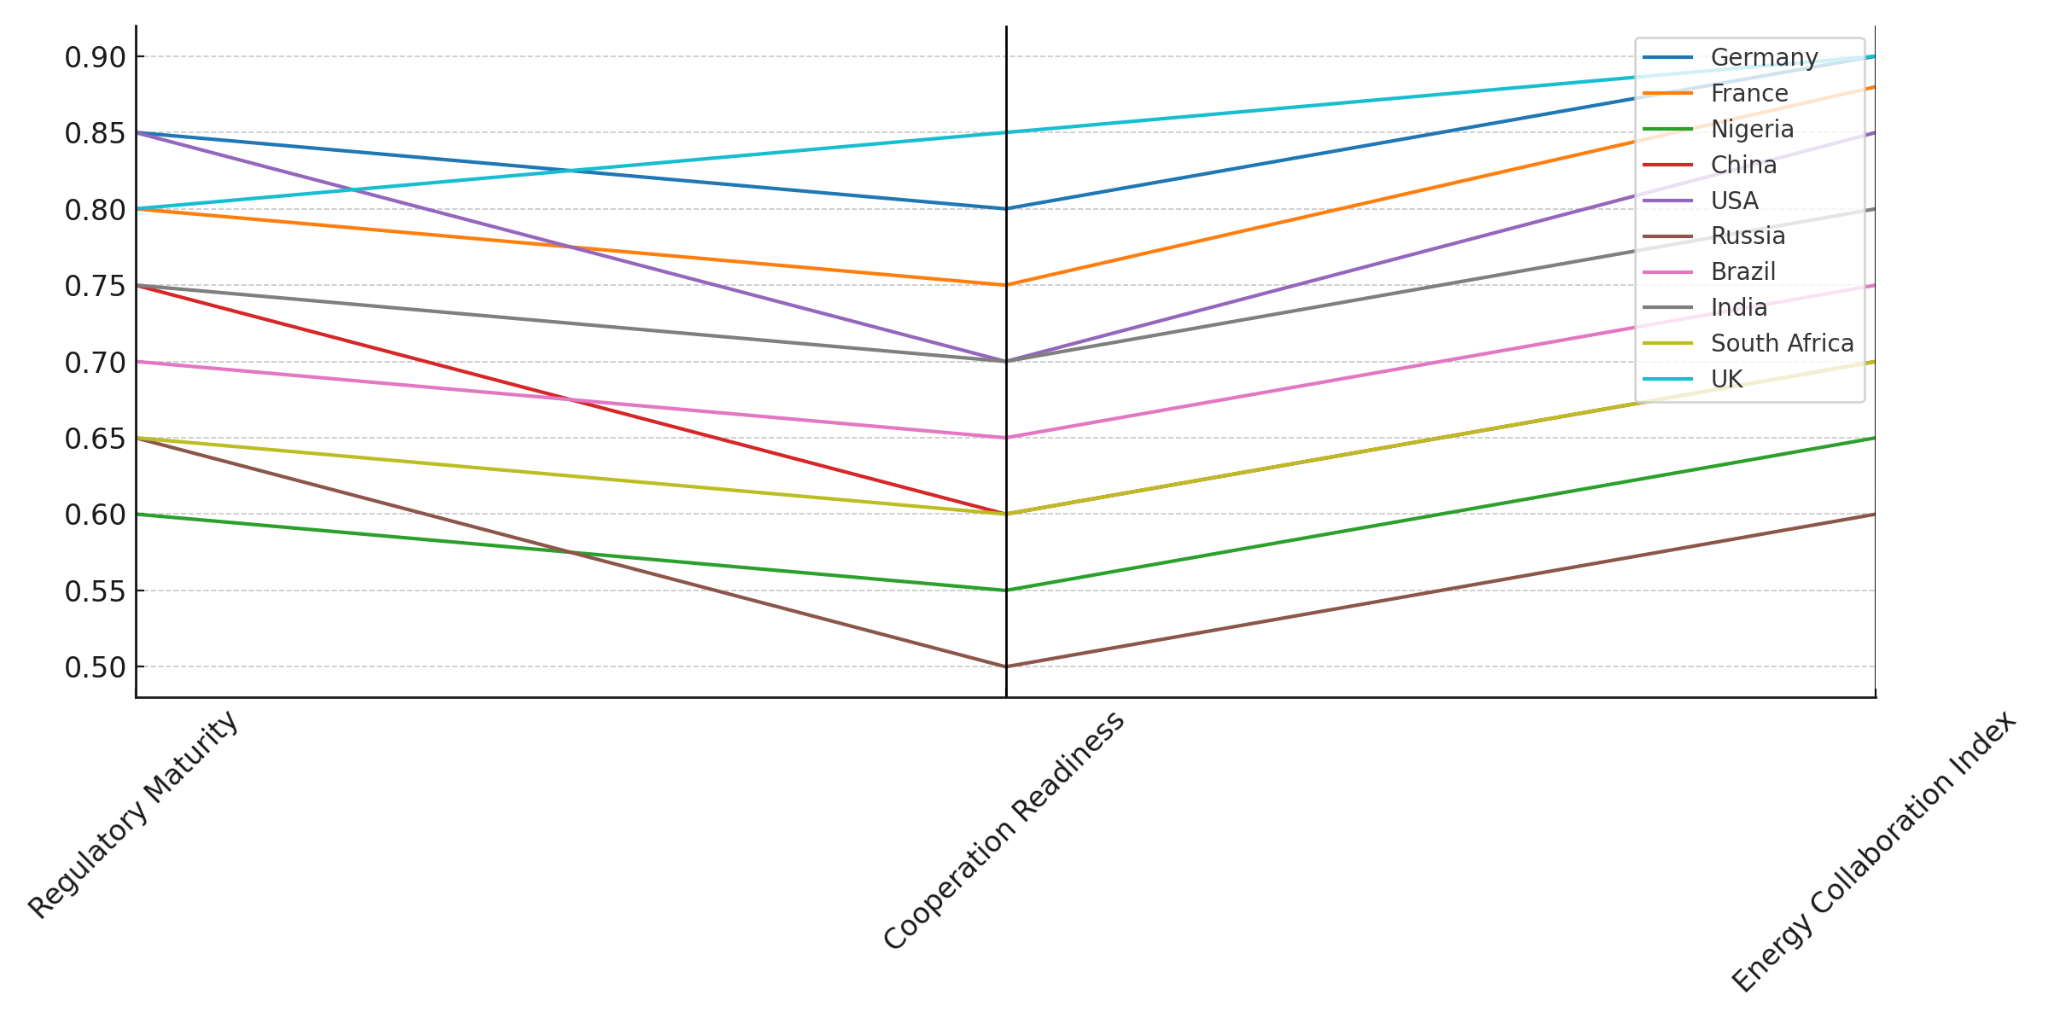 0.90
0.85
0.80
0.75
0.70
0.65
0.60
0.55
0.50
Germany
France
Nigeria
China
USA
Russia
Brazil
India
South Africa
UK
Regulatory Maturity
Cooperation Readiness
Energy Collaboration Index